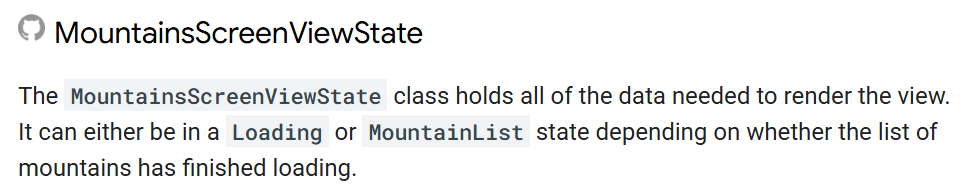 MountainsScreenViewState
The MountainsScreenViewState class holds all of the data needed to render the view.
It can either be in a Loading or MountainList state depending on whether the list of
mountains has finished loading.